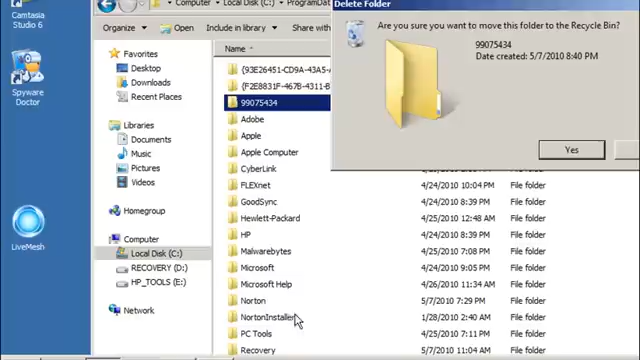 Camtasia
Studio 6
Spyware
Doctor
LiveMesh
Computer ▸ Local Disk (C:) ▸ ProgramDat
Organize Open Include in library Share with
Favorites
Desktop
Downloads
Recent Places
Libraries
Documents
Music
Pictures
Videos
Homegroup
Computer
Local Disk (C:)
RECOVERY (D:)
HP_TOOLS (E:)
Network
Name
{93E26451-CD9A-43A5-
{F2E8831F-467B-4311-B
99075434
Adobe
Apple
Apple Computer
CyberLink
FLEXnet 4/24/2010 10:04 PM File folder
GoodSync 4/24/2010 8:39 PM File folder
Hewlett-Packard 4/25/2010 12:48 AM File folder
HP 4/24/2010 8:39 PM File folder
Malwarebytes 4/25/2010 7:08 PM File folder
Microsoft 4/24/2010 9:05 PM File folder
Microsoft Help 4/26/2010 11:34 AM File folder
Norton 5/7/2010 7:29 PM File folder
NortonInstaller 1/28/2010 2:40 AM File folder
PC Tools 4/25/2010 7:34 PM File folder
Recovery 4/24/2010 8:39 PM File folder
Delete Folder
Are you sure you want to move this folder to the Recycle Bin?
99075434
Date created: 5/7/2010 8:40 PM
Yes